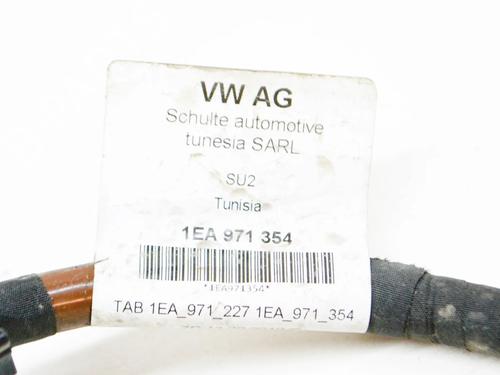 VW AG
Schulte automotive
tunesia SARL
SU2
Tunisia
1EA 971 354
*1EA971354*
TAB 1EA_971_227 1EA_971_354